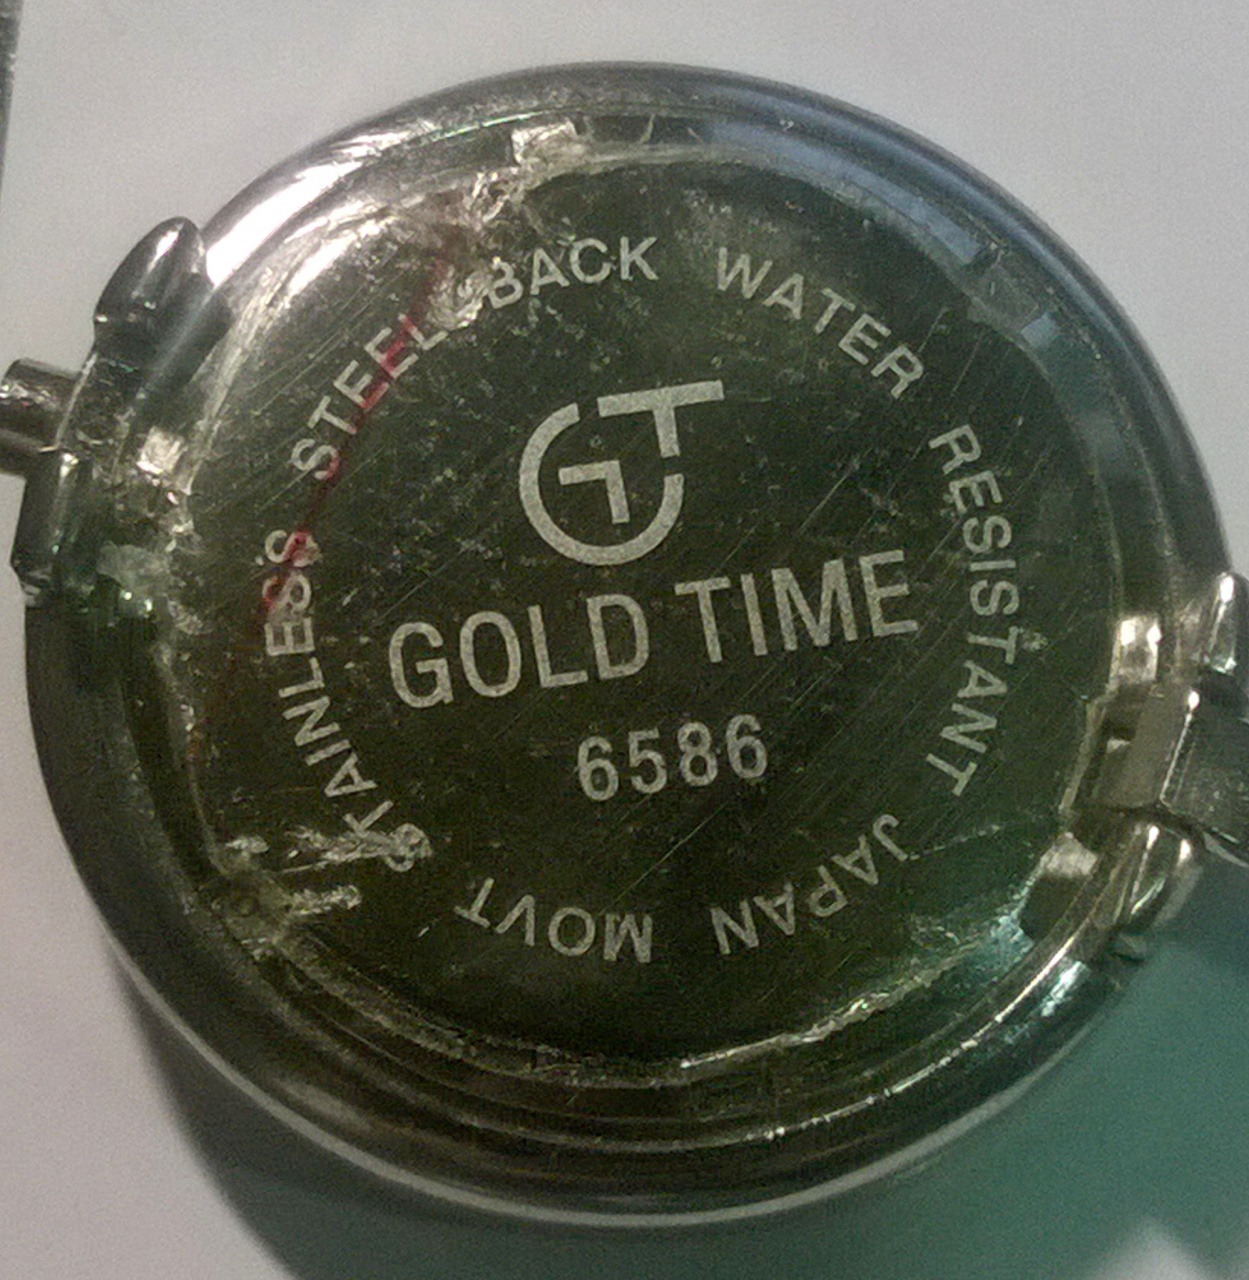 STAINLESS STEEL BACK WATER RESISTANT JAPAN MOVT
GT
GOLD TIME
6586